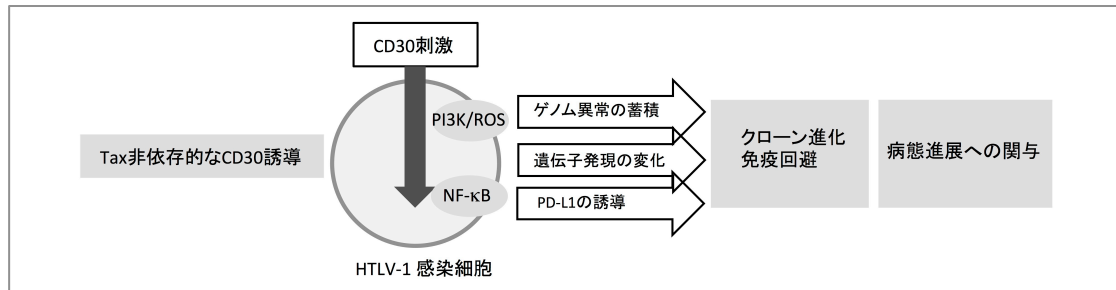 CD30刺激
Tax非依存的なCD30誘導
PI3K/ROS
NF-κB
HTLV-1 感染細胞
ゲノム異常の蓄積
遺伝子発現の変化
PD-L1の誘導
クローン進化
免疫回避
病態進展への関与